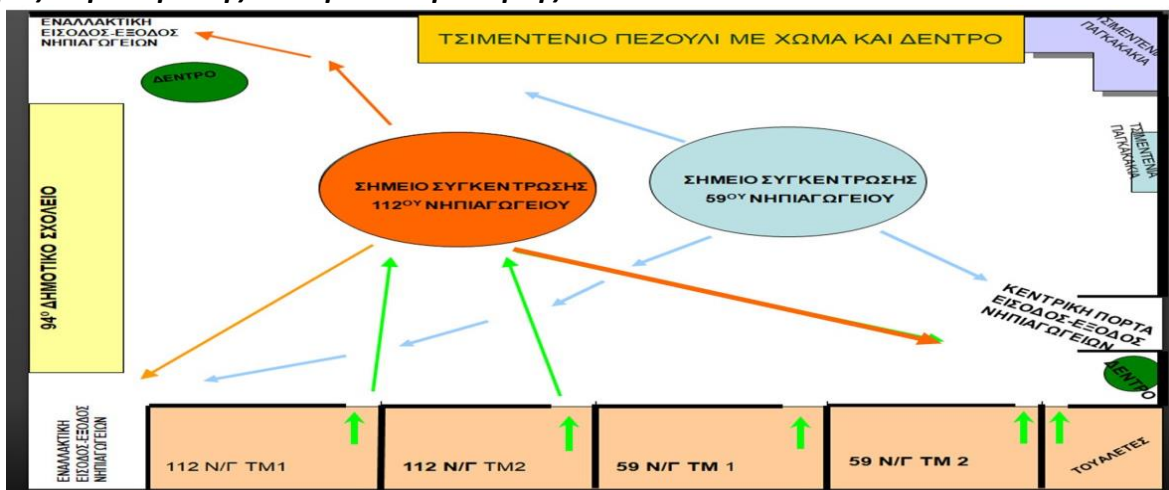 ΕΝΑΛΛΑΚΤΙΚΗ
ΕΙΣΟΔΟΣ-ΕΞΟΔΟΣ
ΝΗΠΙΑΓΩΓΕΙΩΝ
ΤΣΙΜΕΝΤΕΝΙΟ ΠΕΖΟΥΛΙ ΜΕ ΧΩΜΑ ΚΑΙ ΔΕΝΤΡΟ
ΤΣΙΜΕΝΤΕΝΙΑ
ΠΑΓΚΑΚΑΚΙΑ
ΔΕΝΤΡΟ
ΤΣΙΜΕΝΤΕΝΙΑ
ΠΑΓΚΑΚΑΚΙΑ
ΣΗΜΕΙΟ ΣΥΓΚΕΝΤΡΩΣΗΣ
112ΟΥ ΝΗΠΙΑΓΩΓΕΙΟΥ
ΣΗΜΕΙΟ ΣΥΓΚΕΝΤΡΩΣΗΣ
59ΟΥ ΝΗΠΙΑΓΩΓΕΙΟΥ
94Ο ΔΗΜΟΤΙΚΟ ΣΧΟΛΕΙΟ
ΚΕΝΤΡΙΚΗ ΠΟΡΤΑ
ΕΙΣΟΔΟΣ-ΕΞΟΔΟΣ
ΝΗΠΙΑΓΩΓΕΙΩΝ
ΔΕΝΤΡΟ
ΕΝΑΛΛΑΚΤΙΚΗ
ΕΙΣΟΔΟΣ-ΕΞΟΔΟΣ
ΝΗΠΙΑΓΩΓΕΙΩΝ
112 Ν/Γ ΤΜ1
112 Ν/Γ ΤΜ2
59 Ν/Γ ΤΜ 1
59 Ν/Γ ΤΜ 2
ΤΟΥΑΛΕΤΕΣ